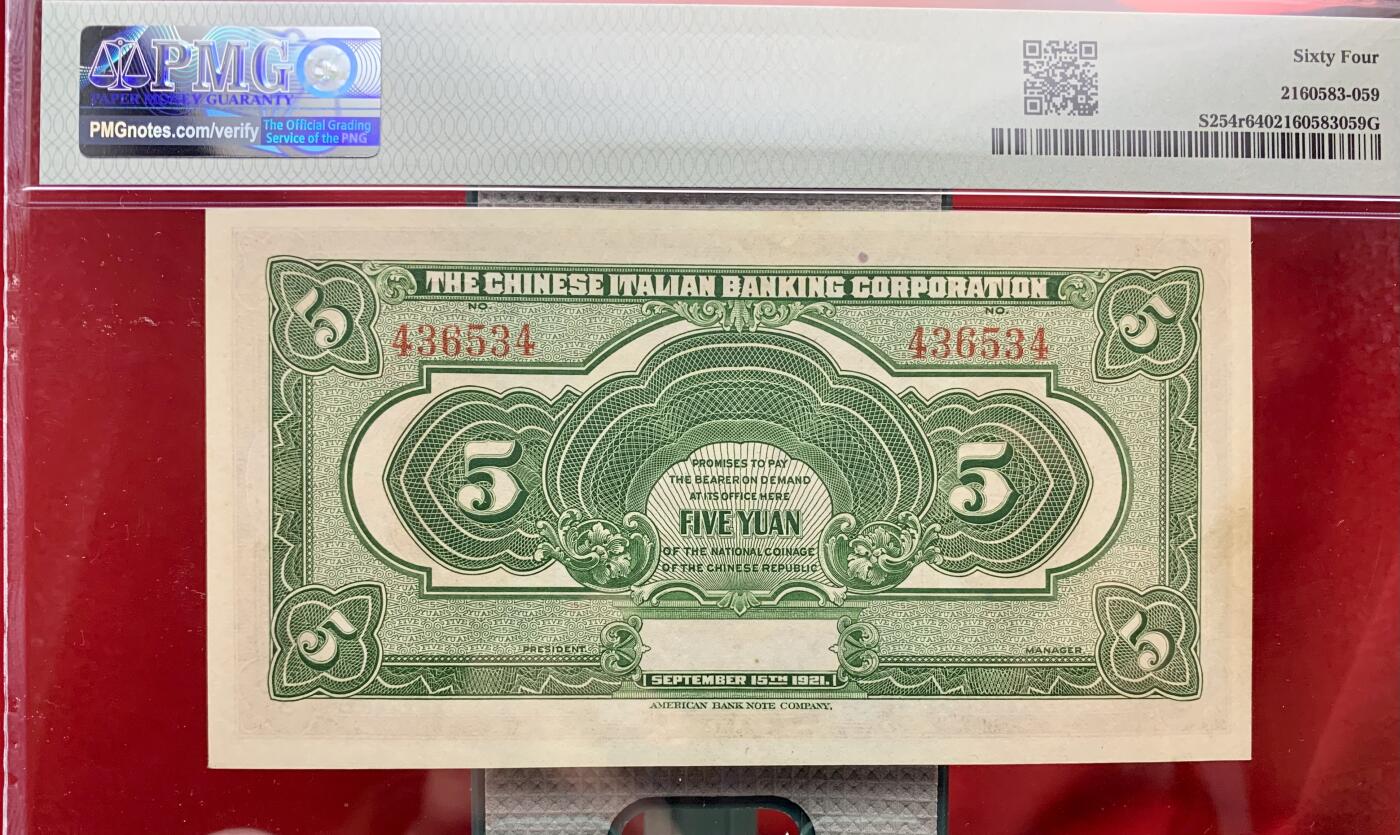 PMG
PAPER MONEY GUARANTY
PMGnotes.com/verify
The Official Grading
Service of the PNG
Sixty Four
2160583-059
S254r6402160583059G
5
5
THE CHINESE ITALIAN BANKING CORPORATION
NO.
NO.
436534
436534
5
5
PROMISES TO PAY
THE BEARER ON DEMAND
AT ITS OFFICE HERE
FIVE YUAN
OF THE NATIONAL COINAGE
OF THE CHINESE REPUBLIC
5
5
PRESIDENT.
MANAGER.
SEPTEMBER 15TH 1921.
AMERICAN BANK NOTE COMPANY.